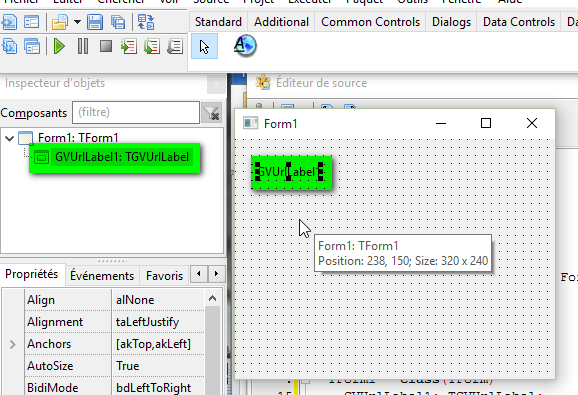 Fichier Edition Chercher Voir Source Projet Exécuter Paquet Outils Fenêtre Aide
Standard Additional Common Controls Dialogs Data Controls
Inspecteur d'objets
Composants (filtre)
Form1: TForm1
GVUrlLabel1: TGVUrlLabel
Propriétés Événements Favoris
Align alNone
Alignment taLeftJustify
Anchors [akTop,akLeft]
AutoSize True
BidiMode bdLeftToRight
Éditeur de source
Form1
GVUrlLabel
Form1: TForm1
Position: 238, 150; Size: 320 x 240
Fo
TForm1 = class(TForm)
15 GVUrlLabel1: TGVUrlLabel;